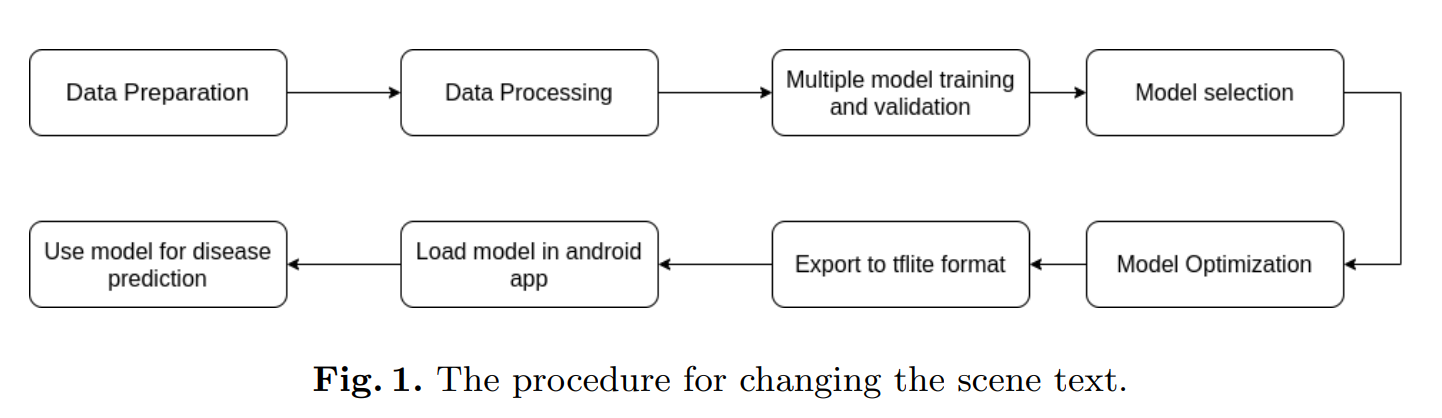 Data Preparation
Data Processing
Multiple model training
and validation
Model selection
Model Optimization
Export to tflite format
Load model in android
app
Use model for disease
prediction
Fig. 1. The procedure for changing the scene text.